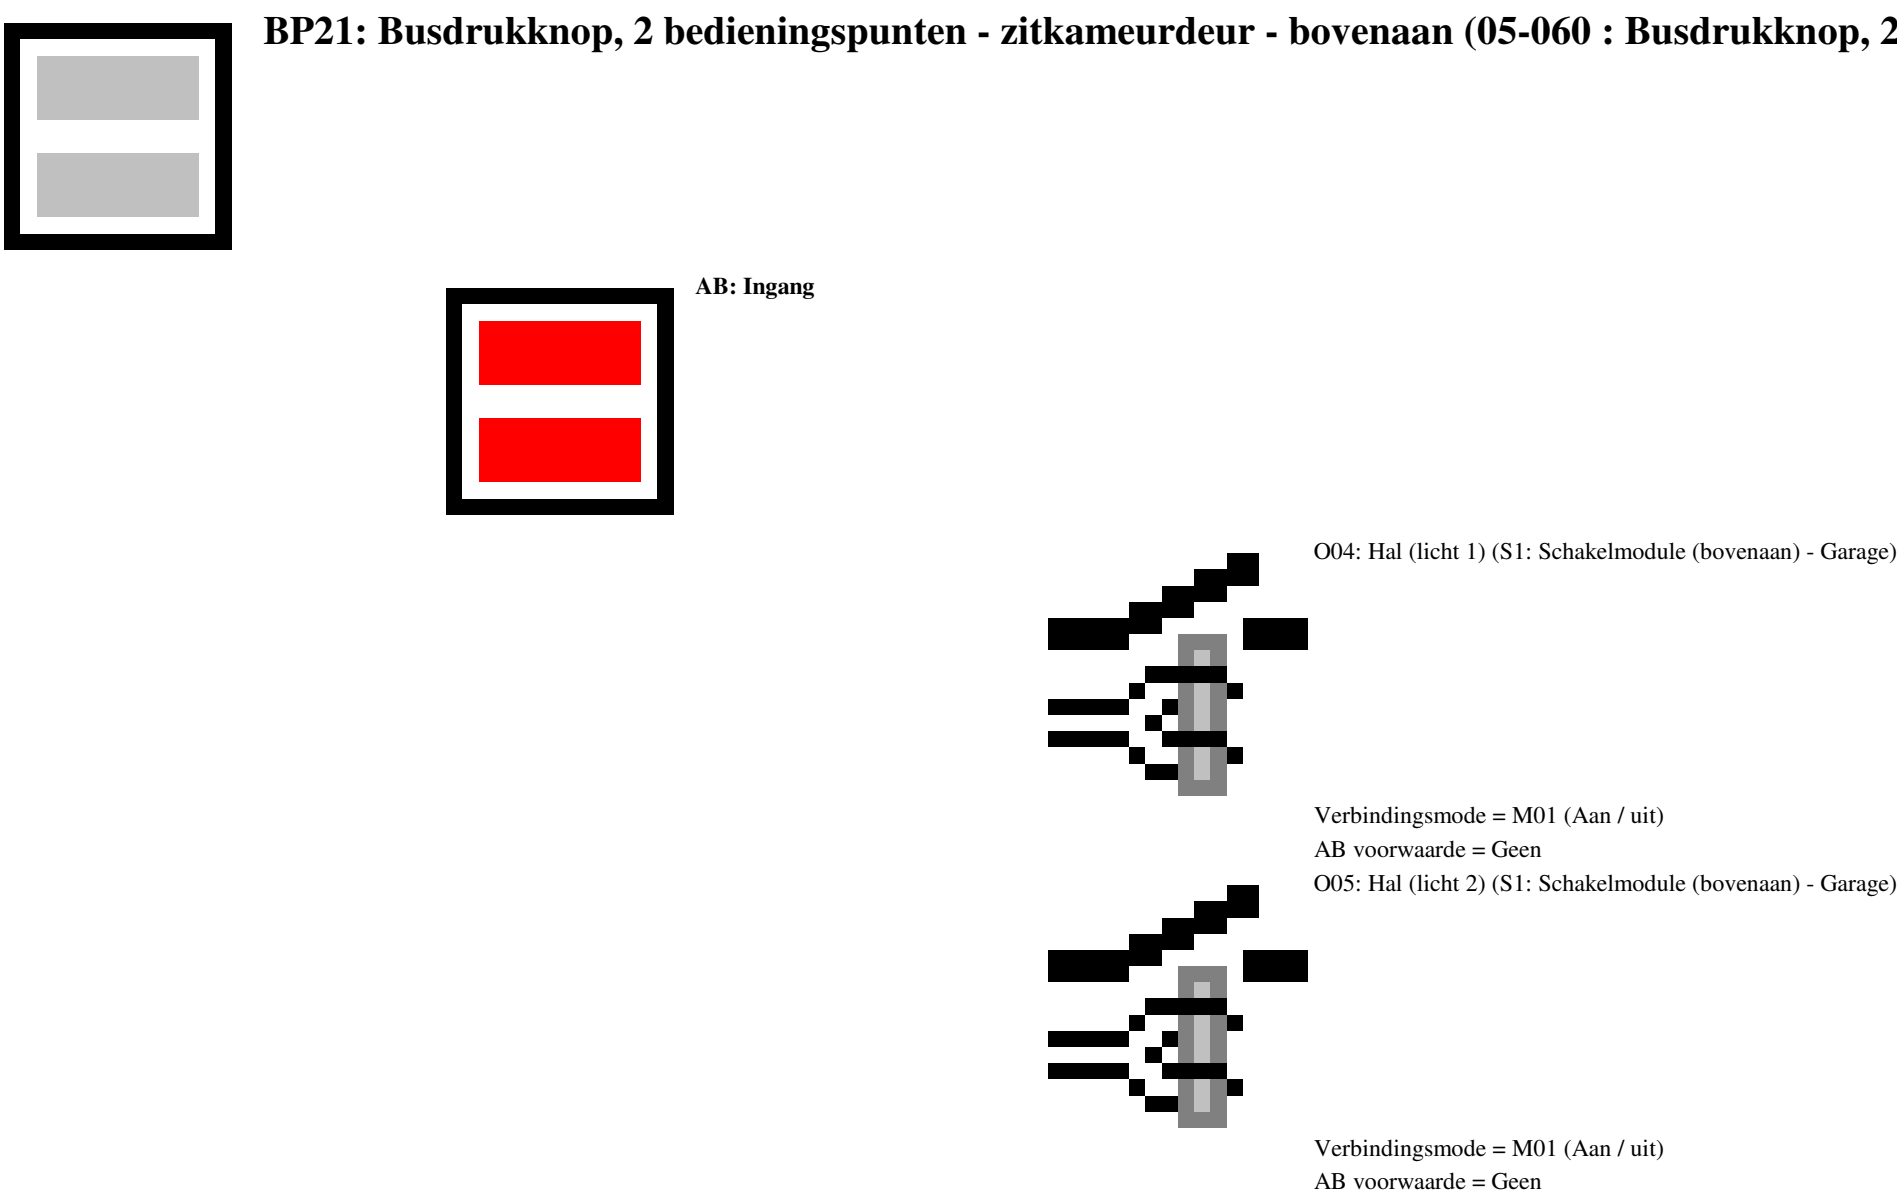 BP21: Busdrukknop, 2 bedieningspunten - zitkameurdeur - bovenaan (05-060 : Busdrukknop, 2
AB: Ingang
O04: Hal (licht 1) (S1: Schakelmodule (bovenaan) - Garage)
Verbindingsmode = M01 (Aan / uit)
AB voorwaarde = Geen
O05: Hal (licht 2) (S1: Schakelmodule (bovenaan) - Garage)
Verbindingsmode = M01 (Aan / uit)
AB voorwaarde = Geen